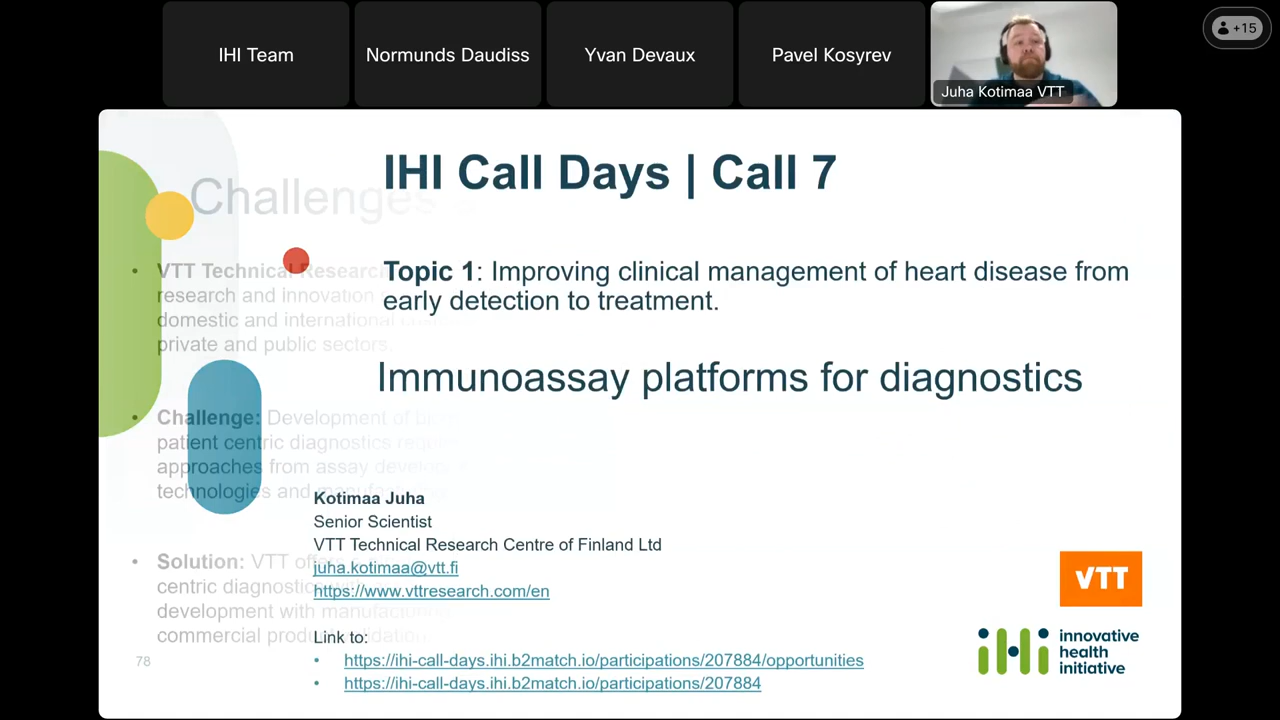 IHI Team
Normunds Daudiss
Yvan Devaux
Pavel Kosyrev
Juha Kotimaa VTT
+15
IHI Call Days | Call 7
Challenges
Topic 1: Improving clinical management of heart disease from
early detection to treatment.
• VTT Technical Research
research and innovation
domestic and international
private and public sectors.
Immunoassay platforms for diagnostics
• Challenge: Development of
patient centric diagnostics
approaches from assay
technologies and
Kotimaa Juha
Senior Scientist
VTT Technical Research Centre of Finland Ltd
juha.kotimaa@vtt.fi
https://www.vttresearch.com/en
• Solution: VTT
centric
development with
commercial
Link to:
• https://ihi-call-days.ihi.b2match.io/participations/207884/opportunities
• https://ihi-call-days.ihi.b2match.io/participations/207884
78
VTT
ihi innovative
health
initiative